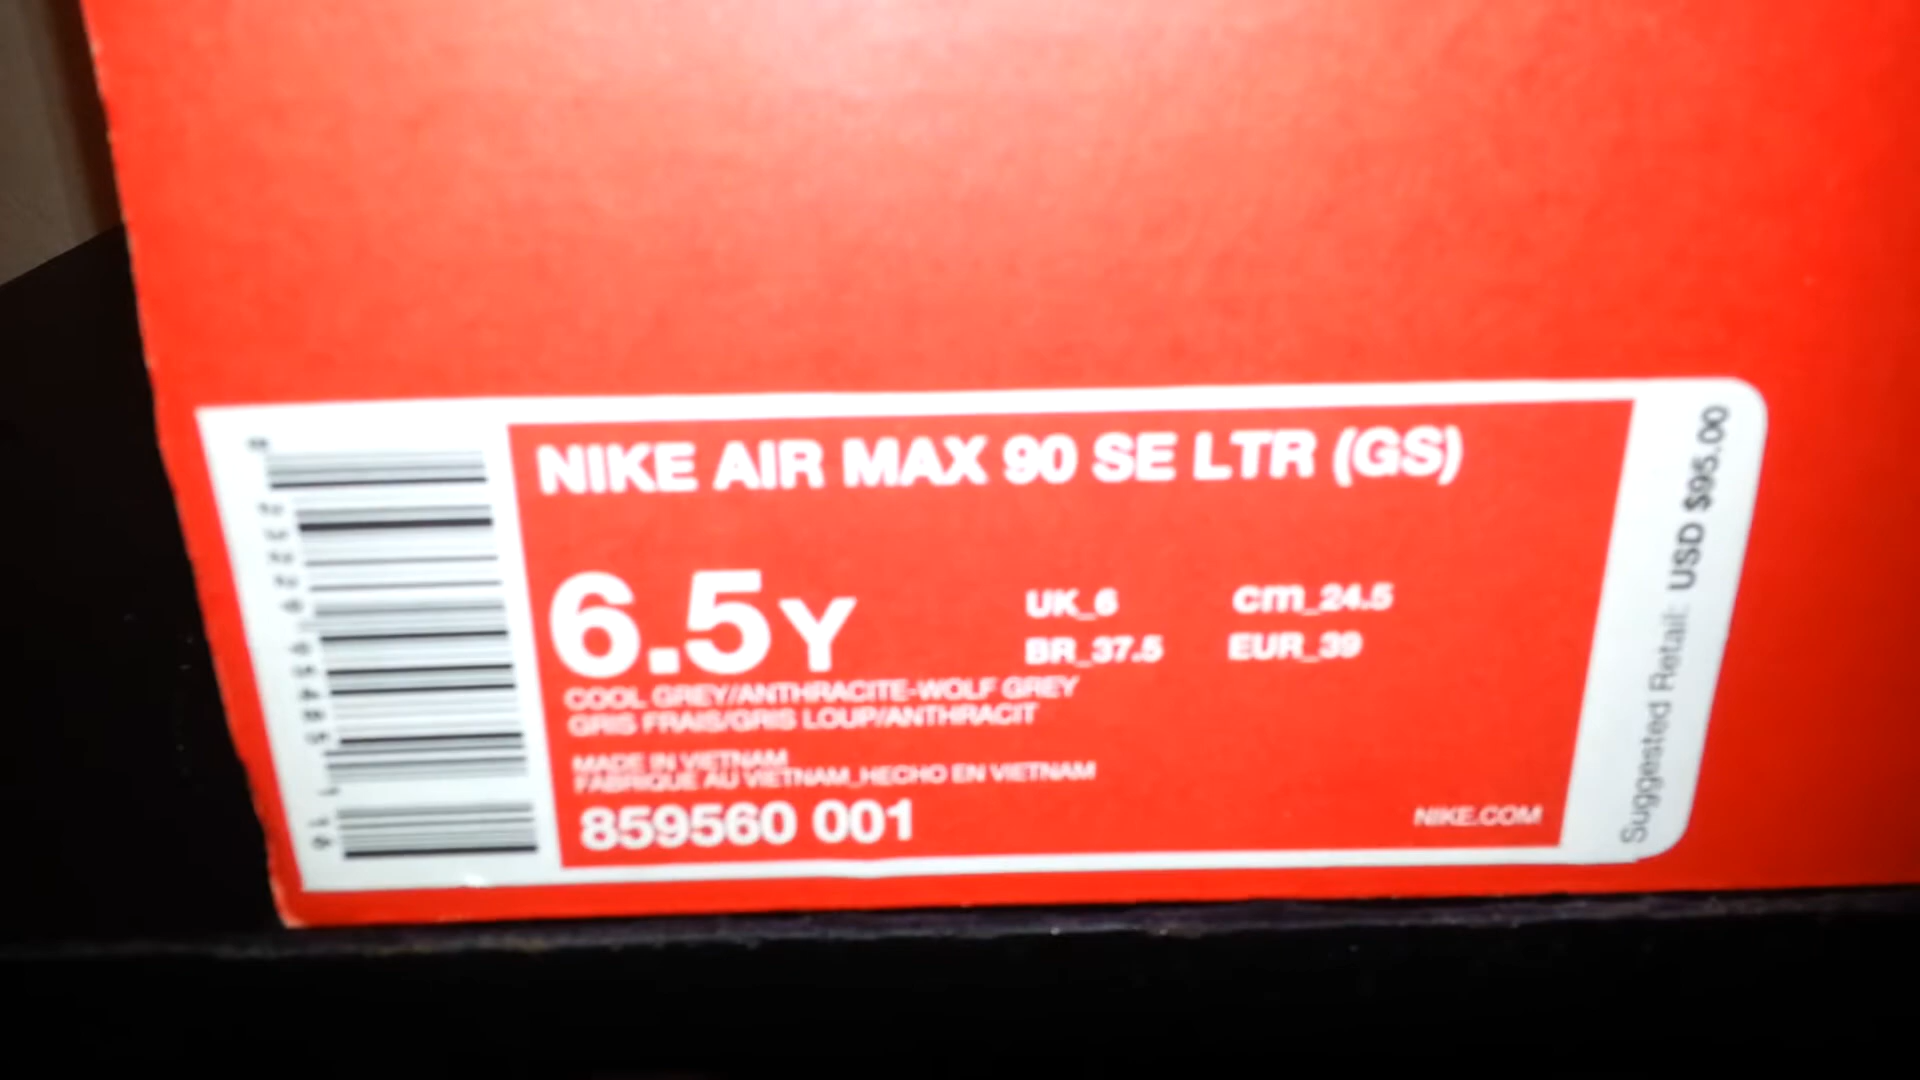 NIKE AIR MAX 90 SE LTR (GS)
6.5Y
UK_6
cm_24.5
BR_37.5
EUR_39
COOL GREY/ANTHRACITE-WOLF GREY
GRIS FRAIS/GRIS LOUP/ANTHRACIT
MADE IN VIETNAM
FABRIQUE AU VIETNAM_HECHO EN VIETNAM
859560 001
NIKE.COM
Suggested Retail: USD $95.00